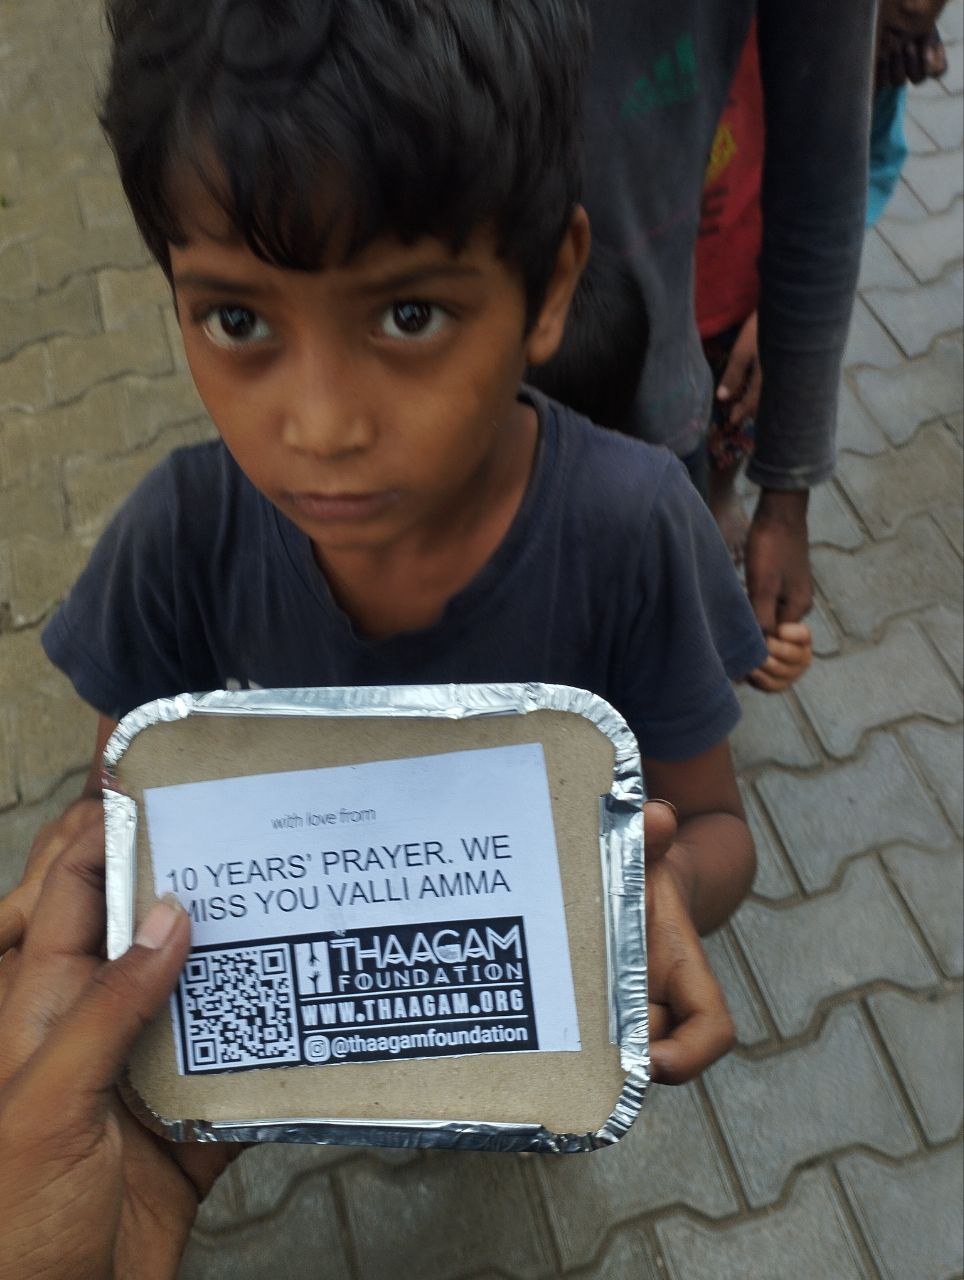 with love from
10 YEARS' PRAYER. WE
MISS YOU VALLI AMMA
THAAGAM
FOUNDATION
WWW.THAAGAM.ORG
@thaagamfoundation